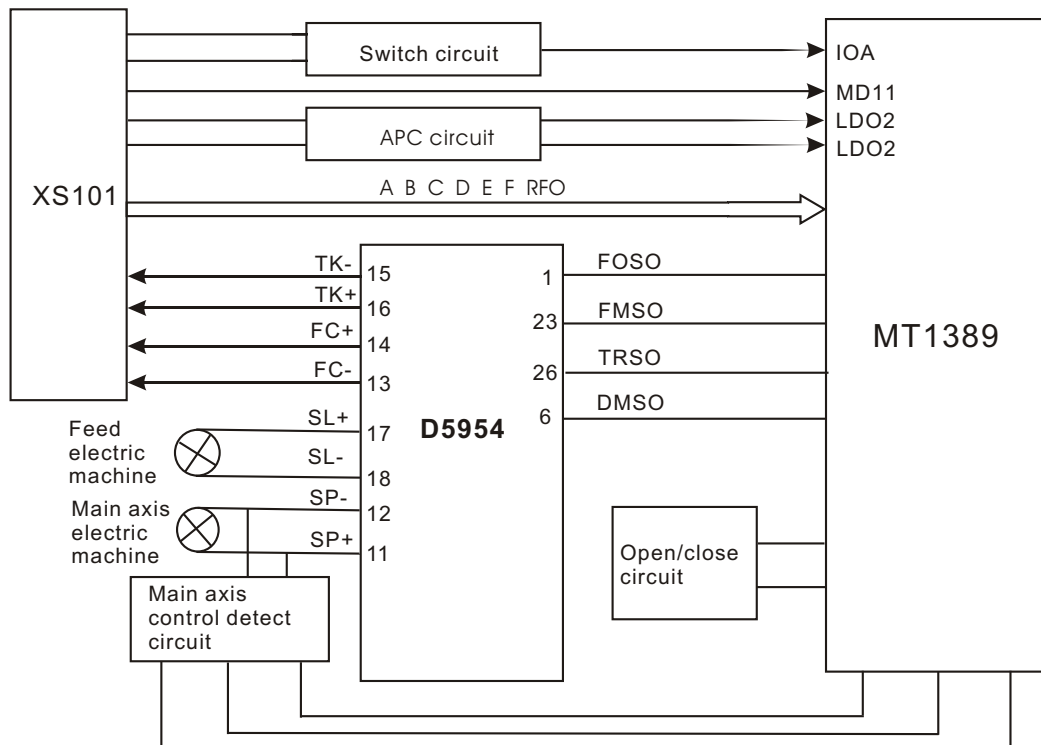 Switch circuit
IOA
MD11
APC circuit
LDO2
LDO2
XS101
A B C D E F RFO
TK-
15
1
FOSO
TK+
16
23
FMSO
FC+
14
MT1389
FC-
13
26
TRSO
6
DMSO
Feed
electric
machine
SL+
17
D5954
SL-
18
Main axis
electric
machine
SP-
12
SP+
11
Open/close
circuit
Main axis
control detect
circuit